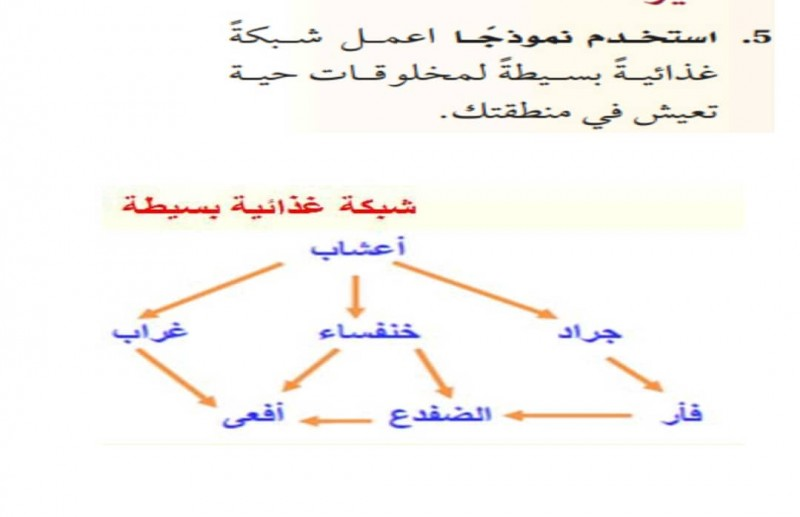 5. استخدم نموذجًا اعمل شبكةً
غذائيةً بسيطةً لمخلوقات حية
تعيش في منطقتك.
شبكة غذائية بسيطة
أعشاب
جراد خنفساء غراب
فأر الضفدع أفعى